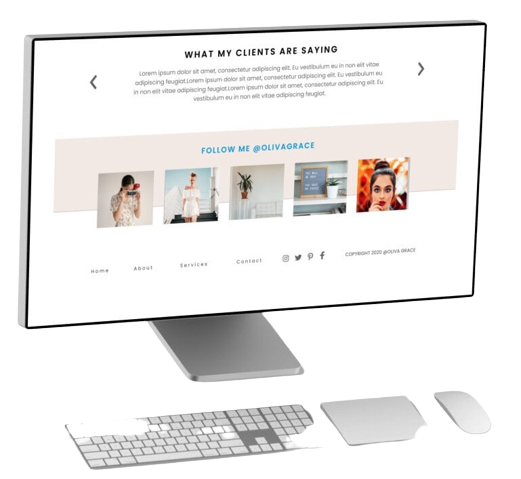 WHAT MY CLIENTS ARE SAYING
Lorem ipsum dolor sit amet, consectetur adipiscing elit. Eu vestibulum eu in non elit vitae
adipiscing feugiat.Lorem ipsum dolor sit amet, consectetur adipiscing elit. Eu vestibulum eu
in non elit vitae adipiscing feugiat. Lorem ipsum dolor sit amet, consectetur adipiscing elit. Eu
vestibulum eu in non elit vitae adipiscing feugiat.
FOLLOW ME @OLIVAGRACE
Home
About
Services
Contact
COPYRIGHT 2020 @OLIVA GRACE